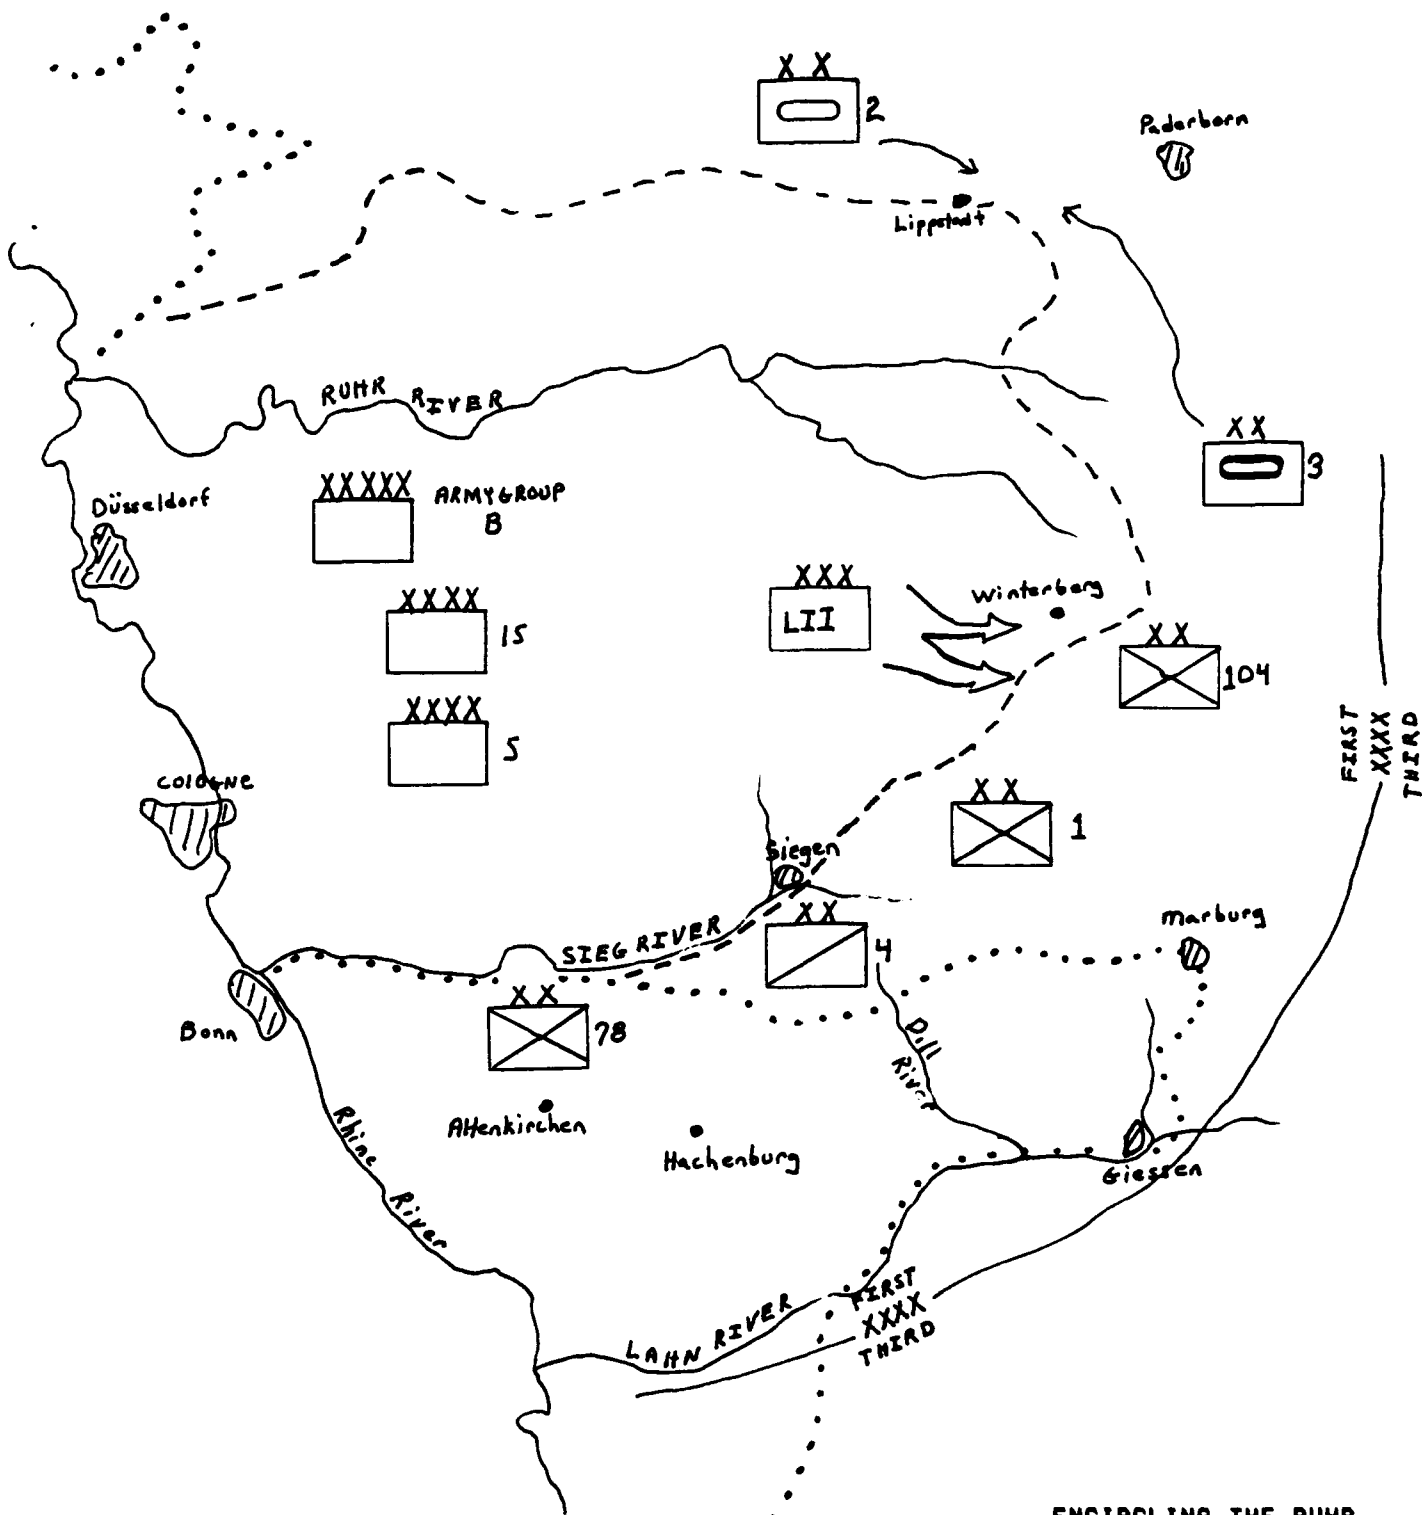 X X
2
Paderborn
Lippstadt
RUHR RIVER
XX
3
XXXXX
ARMY GROUP
B
Düsseldorf
XXXX
15
XXX
LII
Winterberg
XX
104
XXXX
5
FIRST
XXXX
THIRD
COLOGNE
XX
1
Siegen
SIEG RIVER
XX
4
Marburg
Bonn
XX
78
Dill
River
Altenkirchen
Hachenburg
Rhine
River
Giessen
LAHN RIVER
FIRST
XXXX
THIRD